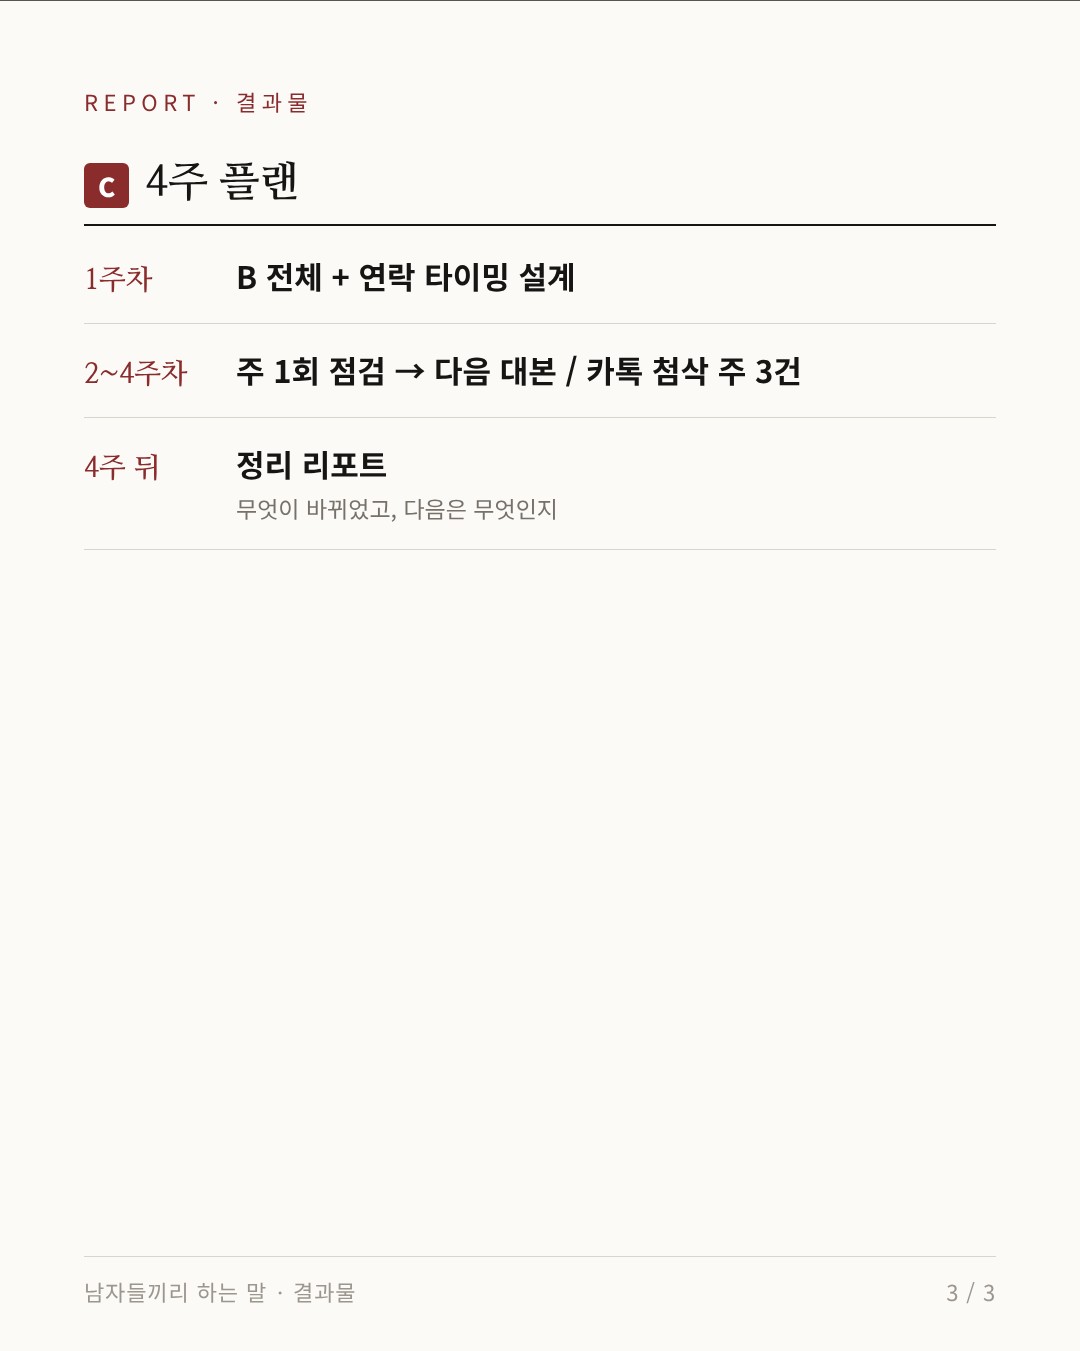 REPORT · 결과물
C 4주 플랜
1주차 B 전체 + 연락 타이밍 설계
2~4주차 주 1회 점검 → 다음 대본 / 카톡 첨삭 주 3건
4주 뒤 정리 리포트
무엇이 바뀌었고, 다음은 무엇인지
남자들끼리 하는 말 · 결과물 3 / 3